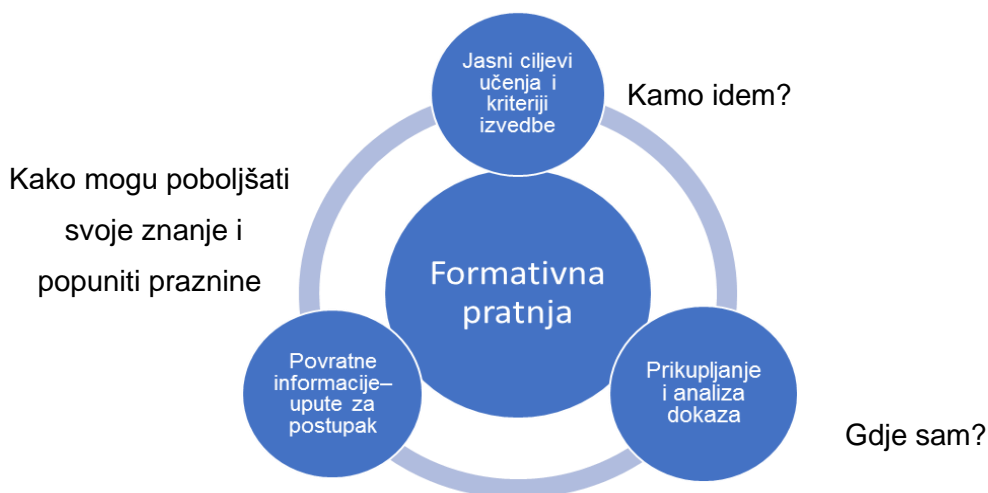 Jasni ciljevi
učenja i
kriteriji
izvedbe
Kamo idem?
Kako mogu poboljšati
svoje znanje i
popuniti praznine
Formativna
pratnja
Povratne
informacije–
upute za
postupak
Prikupljanje
i analiza
dokaza
Gdje sam?